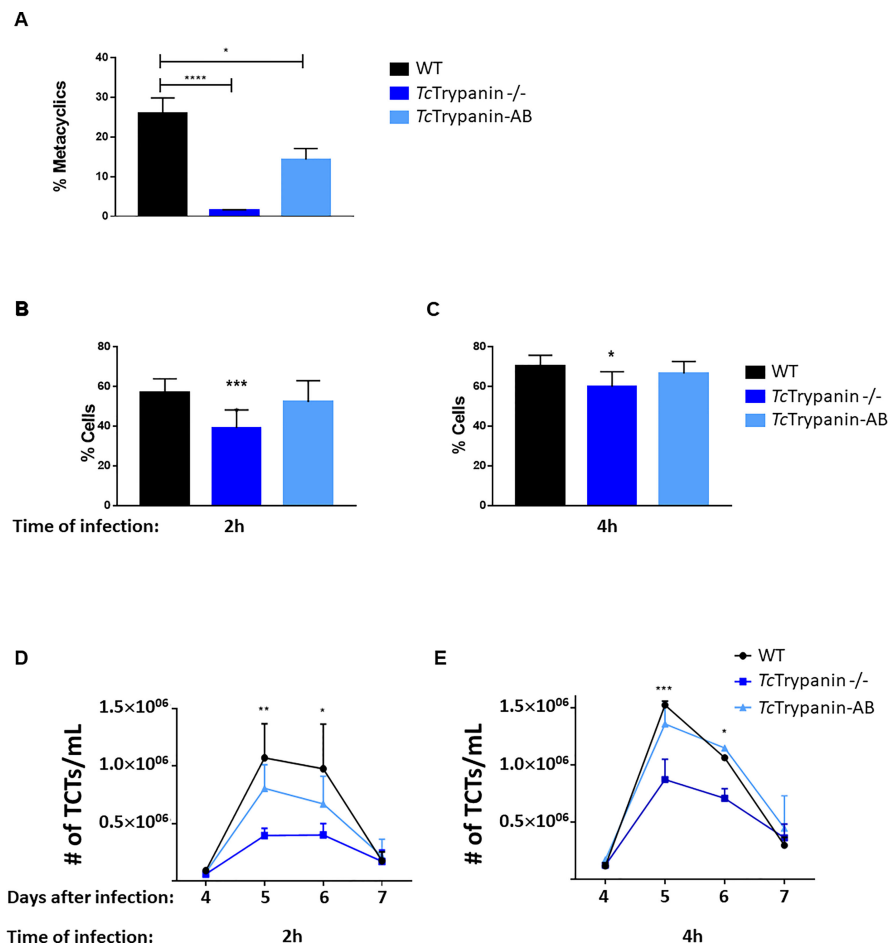 A
% Metacyclics
40
30
20
10
0
*
****
WT
TcTrypanin -/-
TcTrypanin-AB
B
% Cells
80
60
40
20
0
***
Time of infection: 2h
C
% Cells
80
60
40
20
0
*
4h
WT
TcTrypanin -/-
TcTrypanin-AB
D
# of TCTs/mL
1.5×10⁰⁶
1.0×10⁰⁶
0.5×10⁰⁶
** *
Days after infection: 4 5 6 7
Time of infection: 2h
E
# of TCTs/mL
1.5×10⁰⁶
1.0×10⁰⁶
0.5×10⁰⁶
***
*
4 5 6 7
4h
WT
TcTrypanin -/-
TcTrypanin-AB